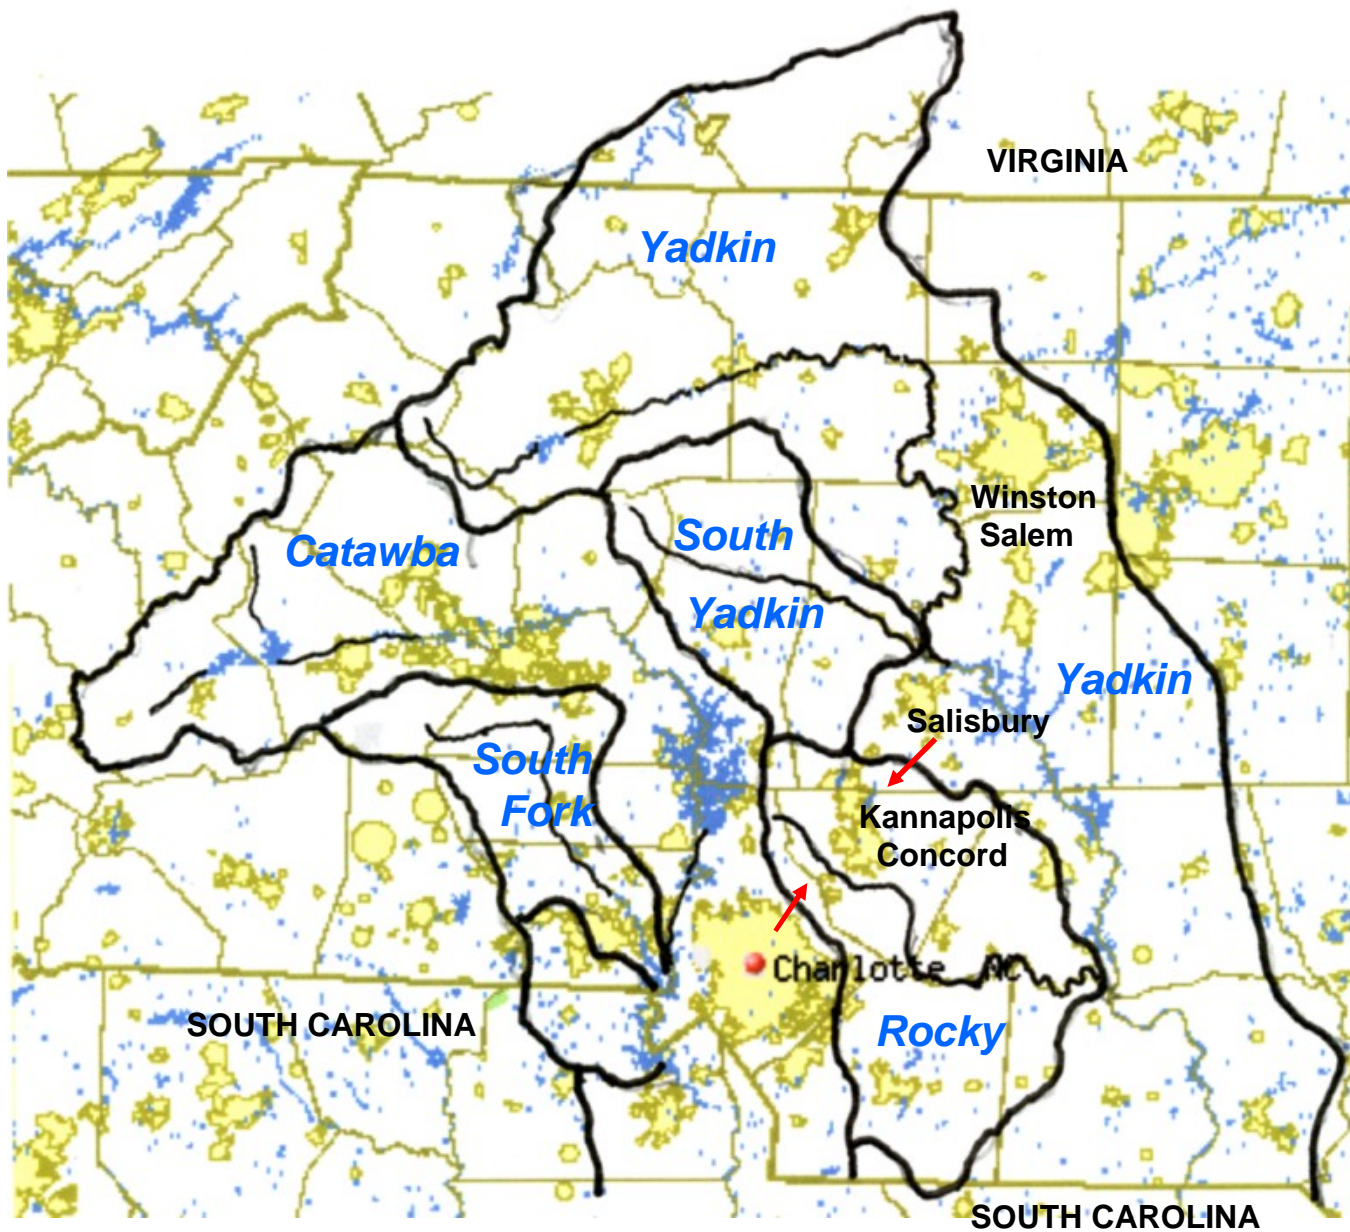 VIRGINIA
Yadkin
Winston
Salem
South
Yadkin
Catawba
Yadkin
Salisbury
South
Fork
Kannapolis
Concord
Charlotte NC
SOUTH CAROLINA
Rocky
SOUTH CAROLINA